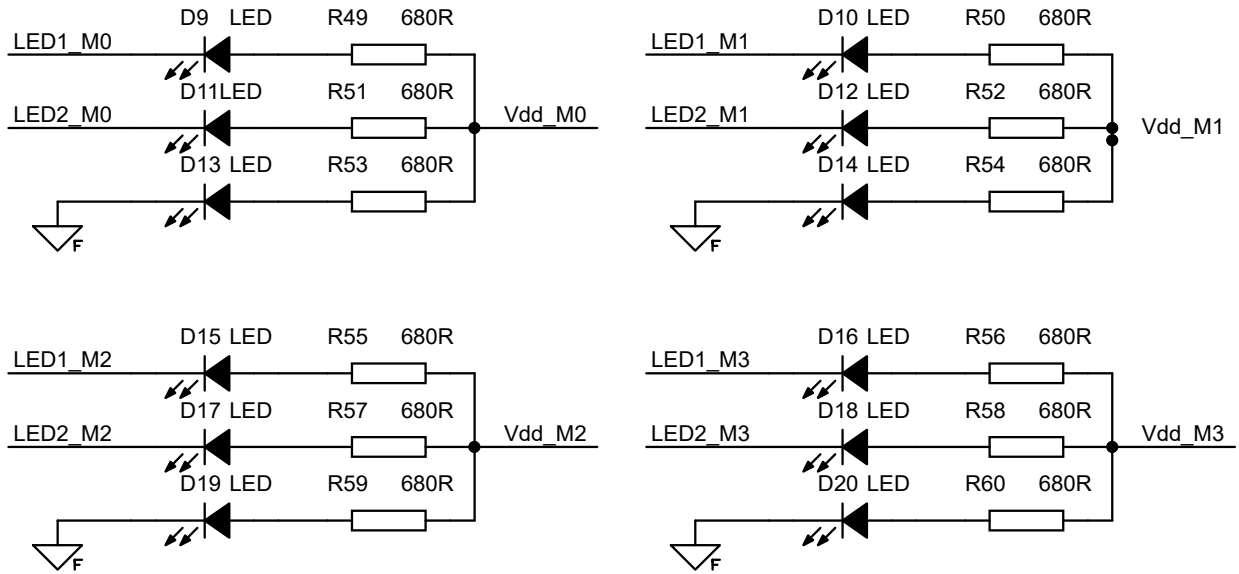 D9 LED R49 680R D10 LED R50 680R
LED1_M0 LED1_M1
D11LED R51 680R D12 LED R52 680R
LED2_M0 Vdd_M0 LED2_M1 Vdd_M1
D13 LED R53 680R D14 LED R54 680R
F F
D15 LED R55 680R D16 LED R56 680R
LED1_M2 LED1_M3
D17 LED R57 680R D18 LED R58 680R
LED2_M2 Vdd_M2 LED2_M3 Vdd_M3
D19 LED R59 680R D20 LED R60 680R
F F